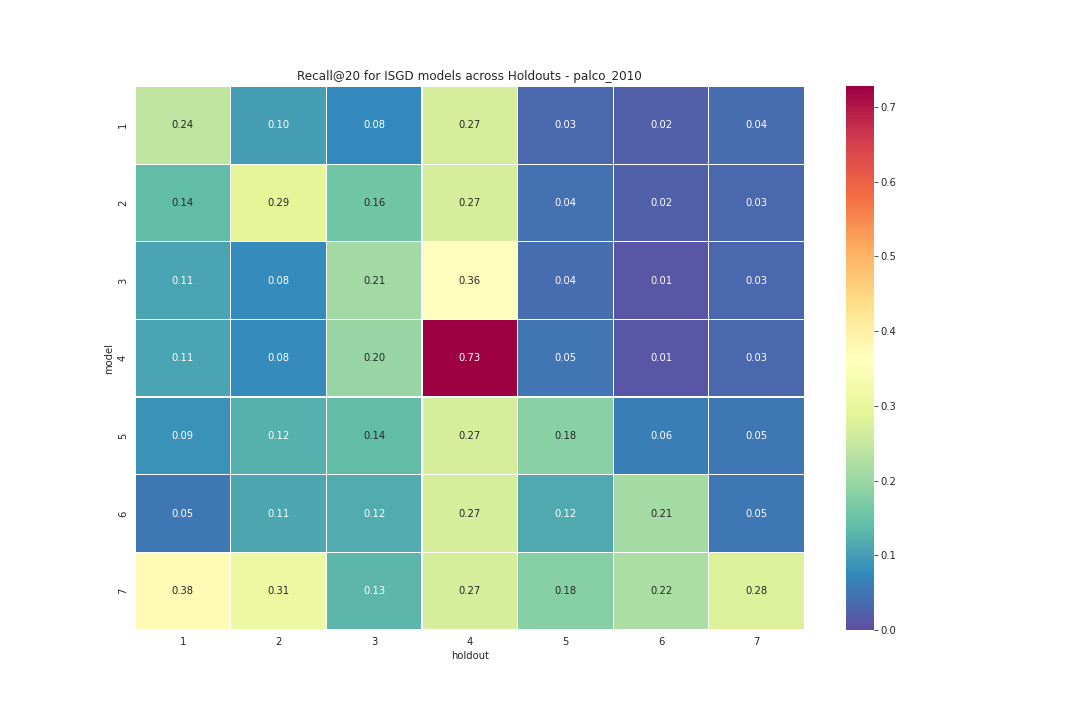 Recall@20 for ISGD models across Holdouts - palco_2010
1 0.24 0.10 0.08 0.27 0.03 0.02 0.04
2 0.14 0.29 0.16 0.27 0.04 0.02 0.03
3 0.11 0.08 0.21 0.36 0.04 0.01 0.03
4 0.11 0.08 0.20 0.73 0.05 0.01 0.03
5 0.09 0.12 0.14 0.27 0.18 0.06 0.05
6 0.05 0.11 0.12 0.27 0.12 0.21 0.05
7 0.38 0.31 0.13 0.27 0.18 0.22 0.28
model
1 2 3 4 5 6 7
holdout
0.7
0.6
0.5
0.4
0.3
0.2
0.1
0.0